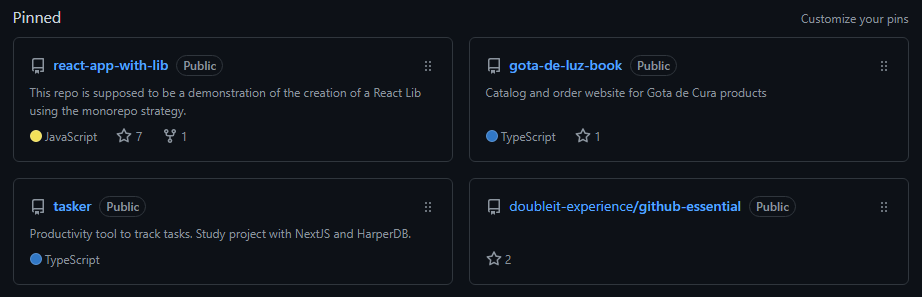 Pinned
Customize your pins
react-app-with-lib Public
This repo is supposed to be a demonstration of the creation of a React Lib
using the monorepo strategy.
JavaScript 7 1
gota-de-luz-book Public
Catalog and order website for Gota de Cura products
TypeScript 1
tasker Public
Productivity tool to track tasks. Study project with NextJS and HarperDB.
TypeScript
doubleit-experience/github-essential Public
2